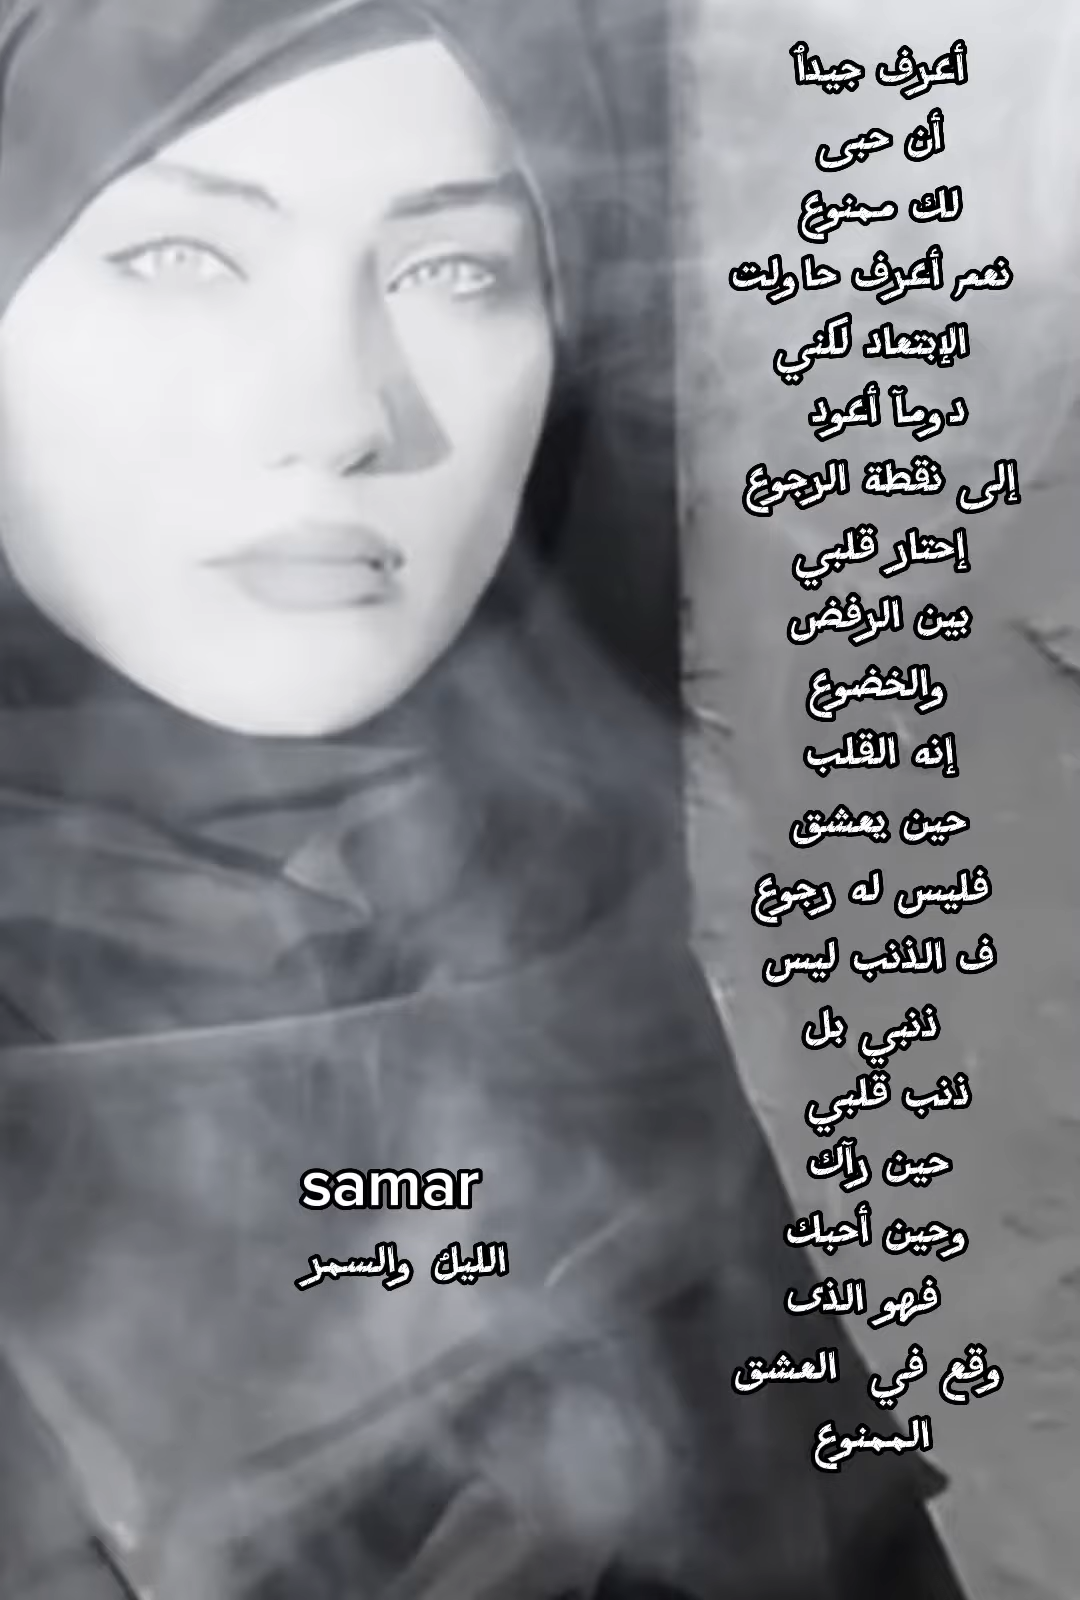 أعرف جيداً
أن حبى
لك ممنوع
نعم أعرف حاولت
الإبتعاد لكني
دومآ أعود
إلى نقطة الرجوع
إحتار قلبي
بين الرفض
والخضوع
إنه القلب
حين يعشق
فليس له رجوع
ف الذنب ليس
ذنبي بل
ذنب قلبي
حين رآك
وحين أحبك
فهو الذى
وقع في العشق
الممنوع
samar
الليل والسمر